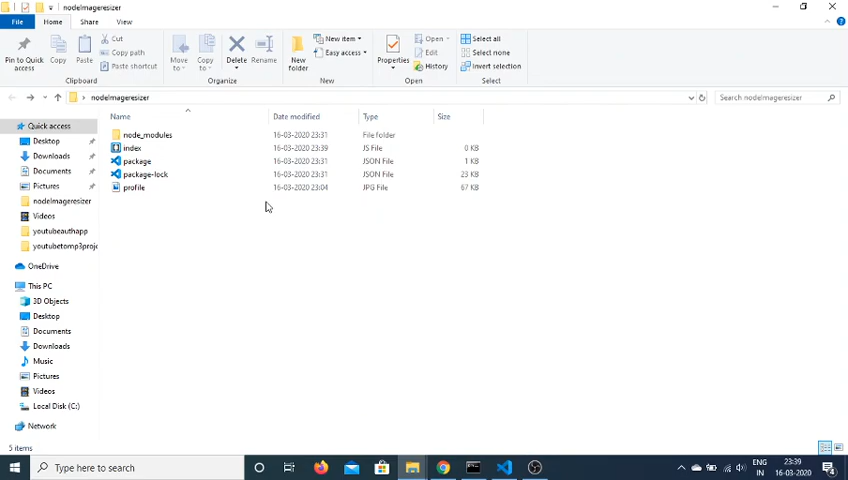 nodeImageresizer
File Home Share View
Pin to Quick access
Copy
Paste
Cut
Copy path
Paste shortcut
Clipboard
Move to
Copy to
Delete
Rename
Organize
New folder
New item
Easy access
New
Properties
Open
Edit
History
Open
Select all
Select none
Invert selection
Select
nodeImageresizer
Search nodeImageresizer
Name Date modified Type Size
node_modules 16-03-2020 23:31 File folder
index 16-03-2020 23:39 JS File 0 KB
package 16-03-2020 23:31 JSON File 1 KB
package-lock 16-03-2020 23:31 JSON File 23 KB
profile 16-03-2020 23:04 JPG File 67 KB
Quick access
Desktop
Downloads
Documents
Pictures
nodeImageresizer
Videos
youtubeauthapp
youtubetomp3proje
OneDrive
This PC
3D Objects
Desktop
Documents
Downloads
Music
Pictures
Videos
Local Disk (C:)
Network
5 items
Type here to search
ENG
IN
23:39
16-03-2020
4